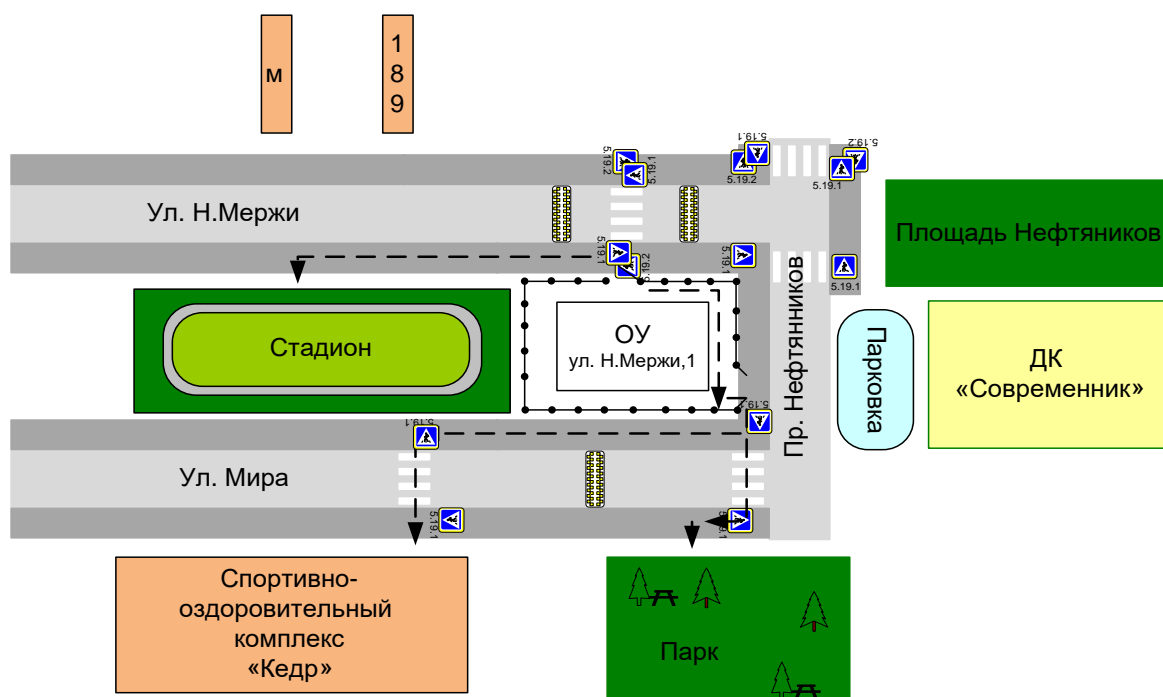 м
1
8
9
5.19.2
5.19.1
5.19.1
5.19.2
5.19.2
5.19.1
Ул. Н.Мержи
Площадь Нефтяников
5.19.1
5.19.2
5.19.1
5.19.1
Стадион
ОУ
ул. Н.Мержи,1
Пр. Нефтянников
Парковка
ДК
«Современник»
5.19.1
Ул. Мира
5.19.1
5.19.1
Спортивно-
оздоровительный
комплекс
«Кедр»
Парк